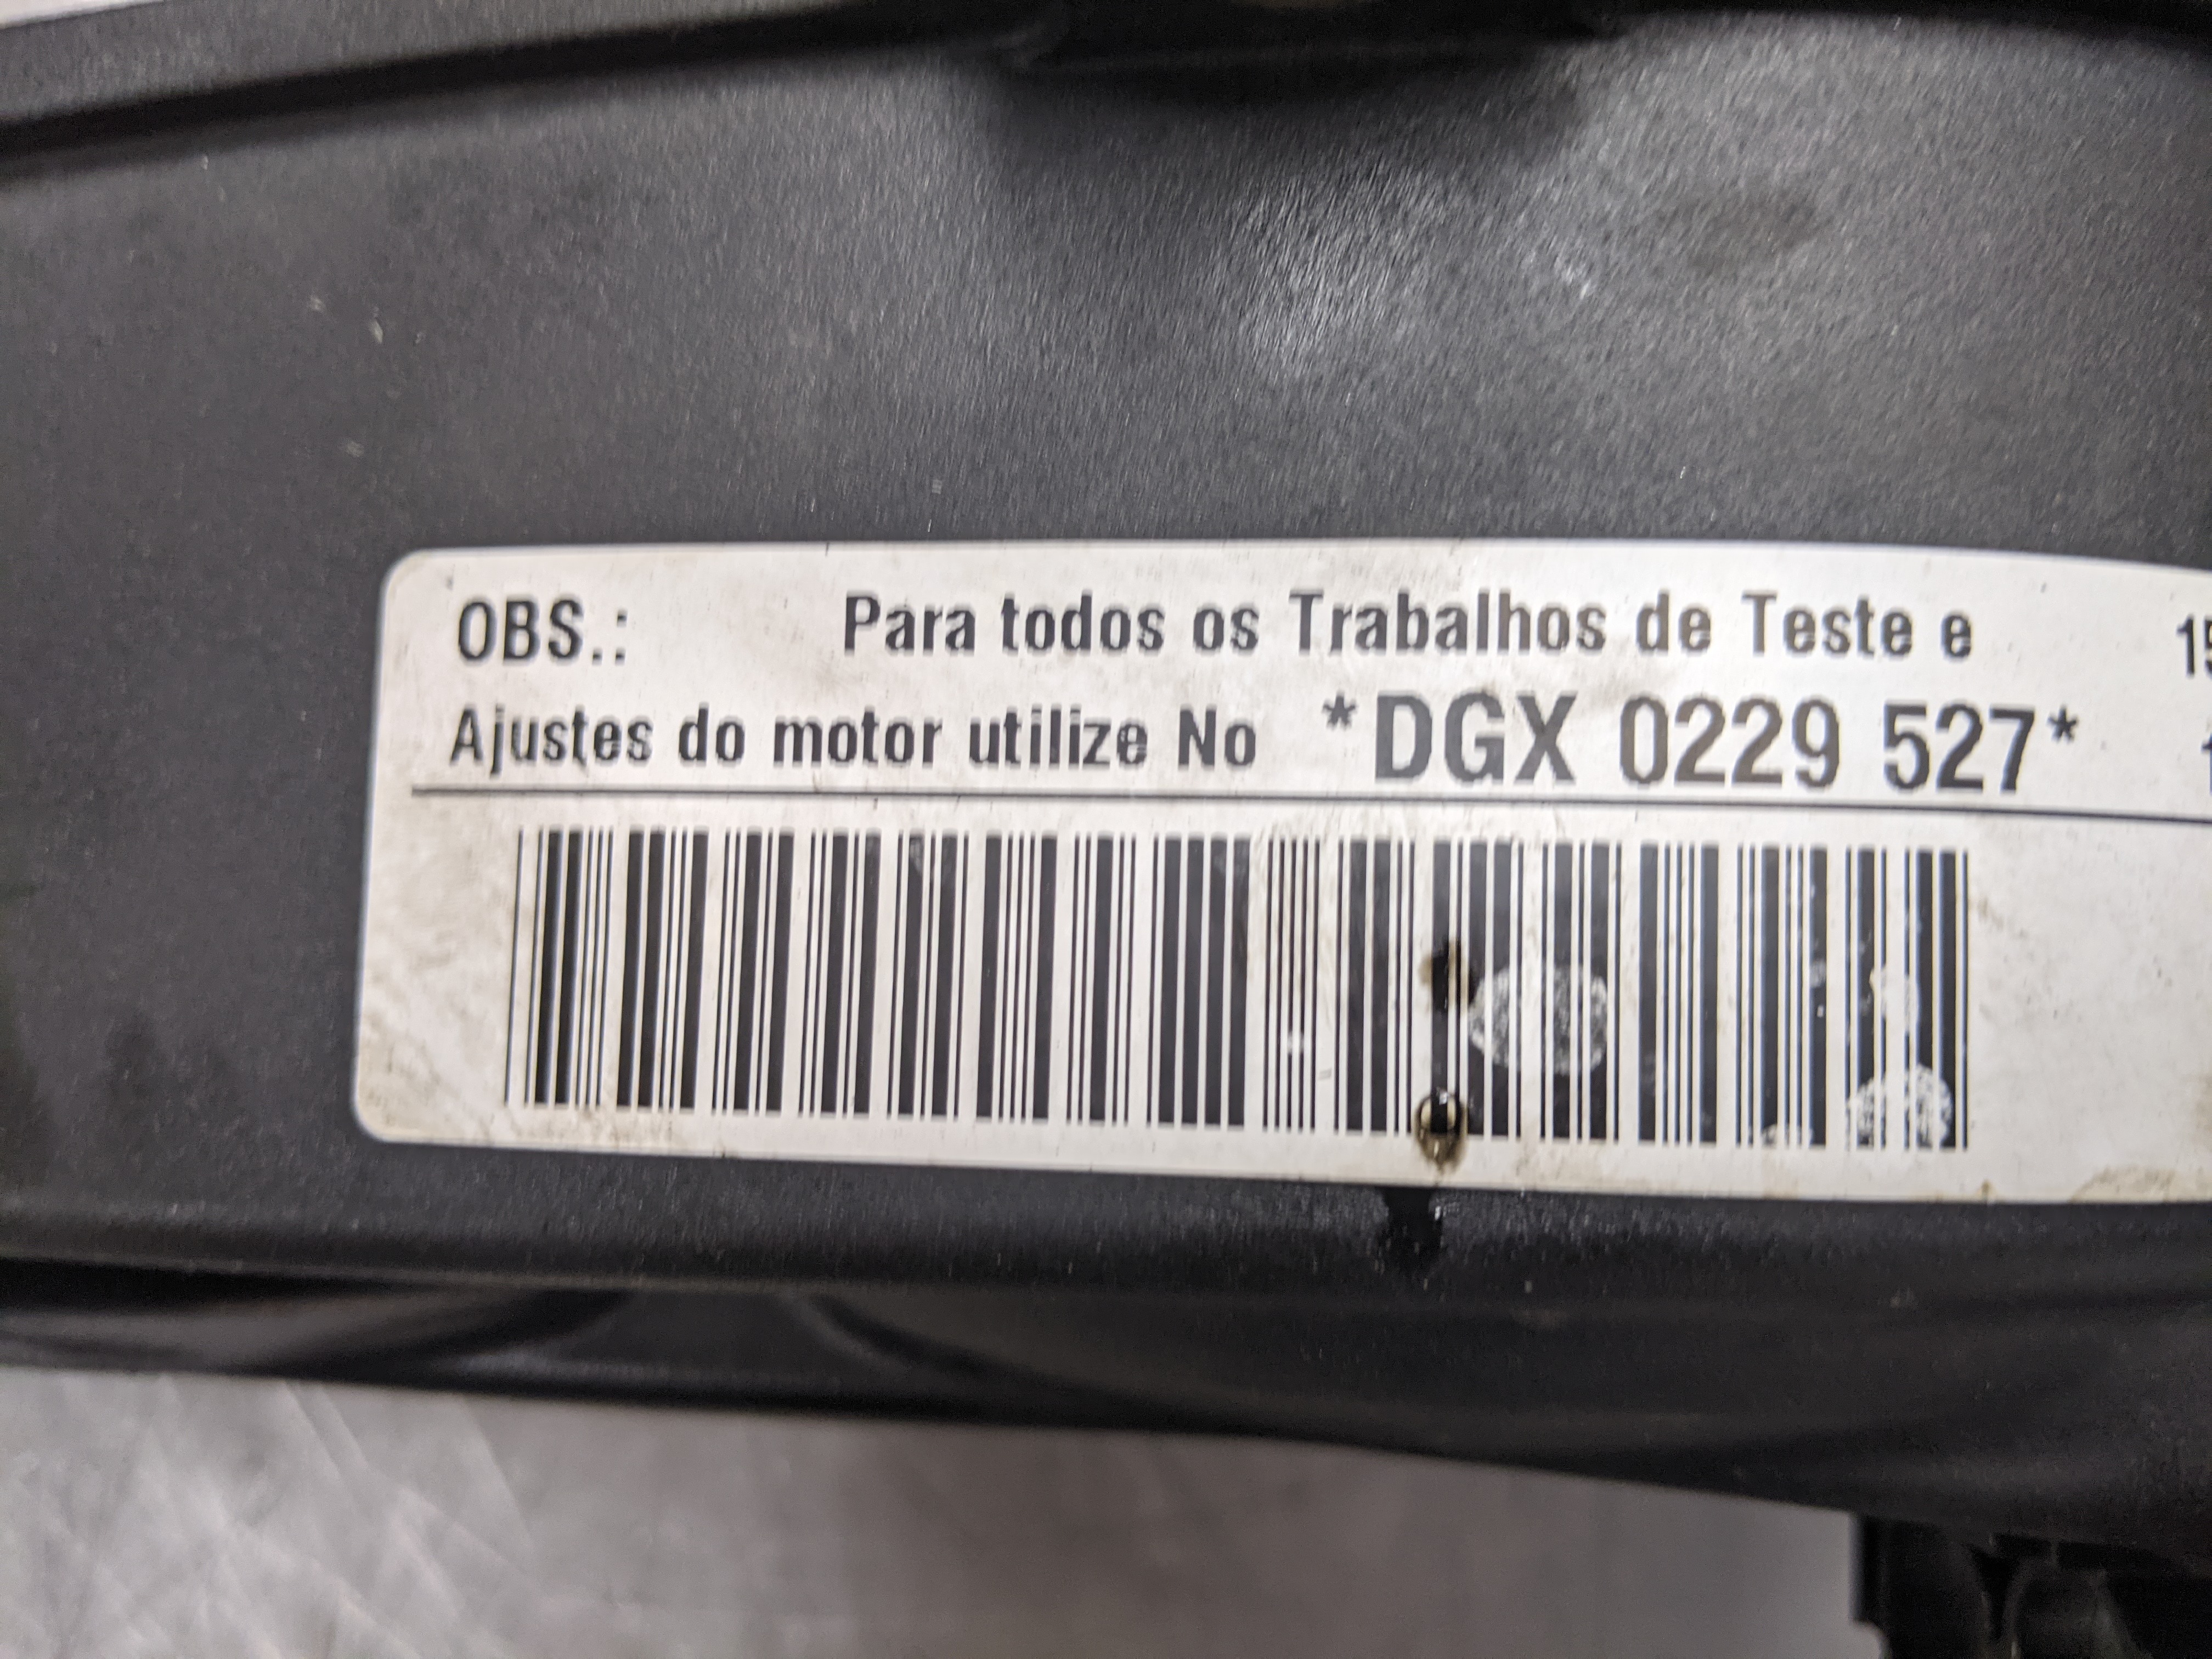 OBS.: Para todos os Trabalhos de Teste e
Ajustes do motor utilize No *DGX 0229 527*